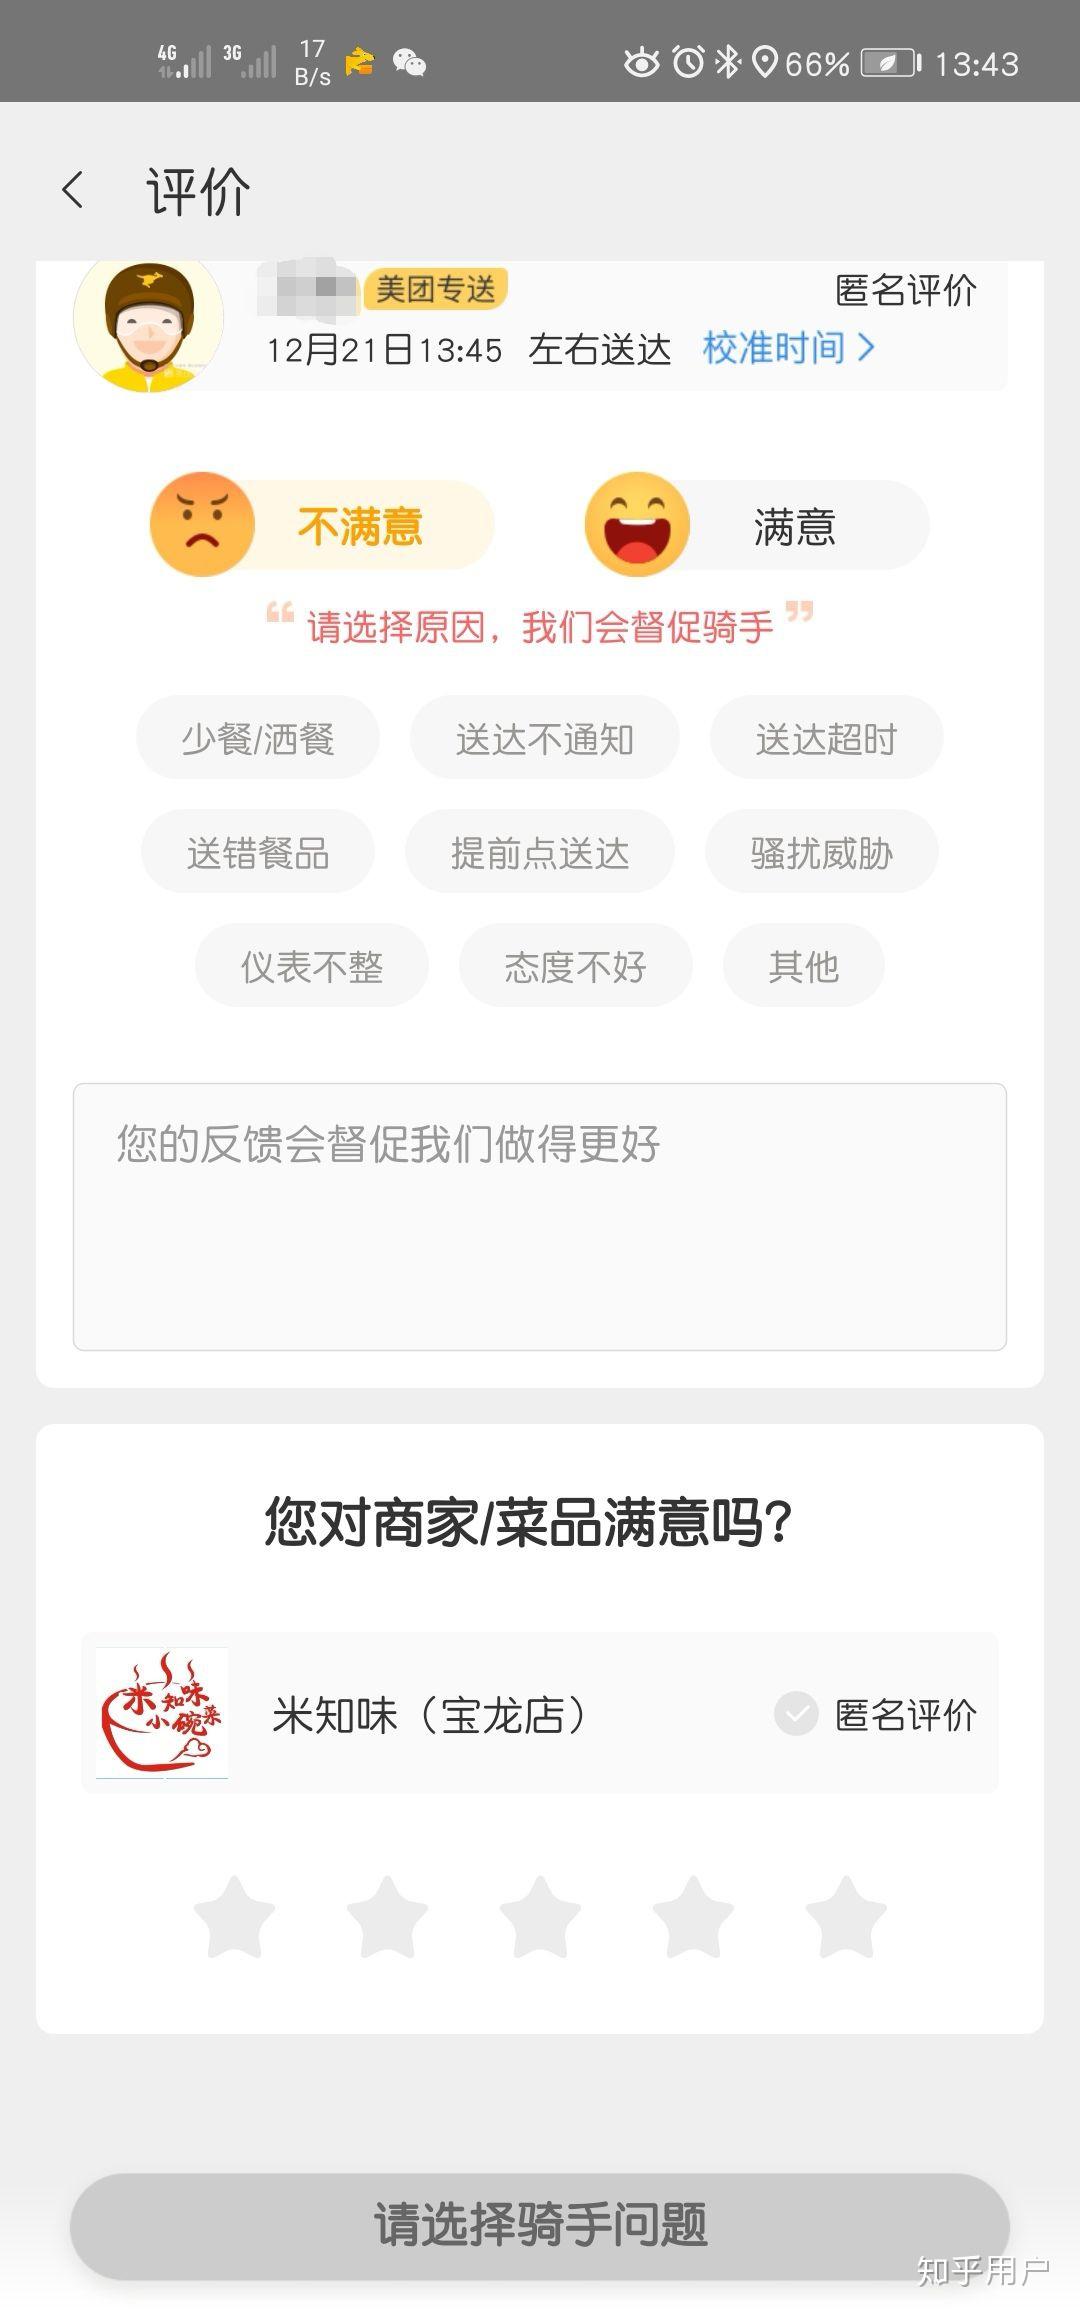 4G 3G 17 B/s 66% 13:43
评价
美团专送 匿名评价
12月21日13:45 左右送达 校准时间 >
不满意 满意
“请选择原因，我们会督促骑手”
少餐/洒餐 送达不通知 送达超时
送错餐品 提前点送达 骚扰威胁
仪表不整 态度不好 其他
您的反馈会督促我们做得更好
您对商家/菜品满意吗？
米知味小碗菜
米知味（宝龙店） 匿名评价
请选择骑手问题
知乎用户